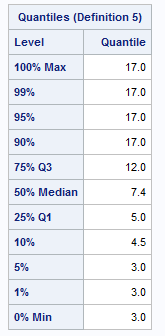 Quantiles (Definition 5)
Level Quantile
100% Max 17.0
99% 17.0
95% 17.0
90% 17.0
75% Q3 12.0
50% Median 7.4
25% Q1 5.0
10% 4.5
5% 3.0
1% 3.0
0% Min 3.0